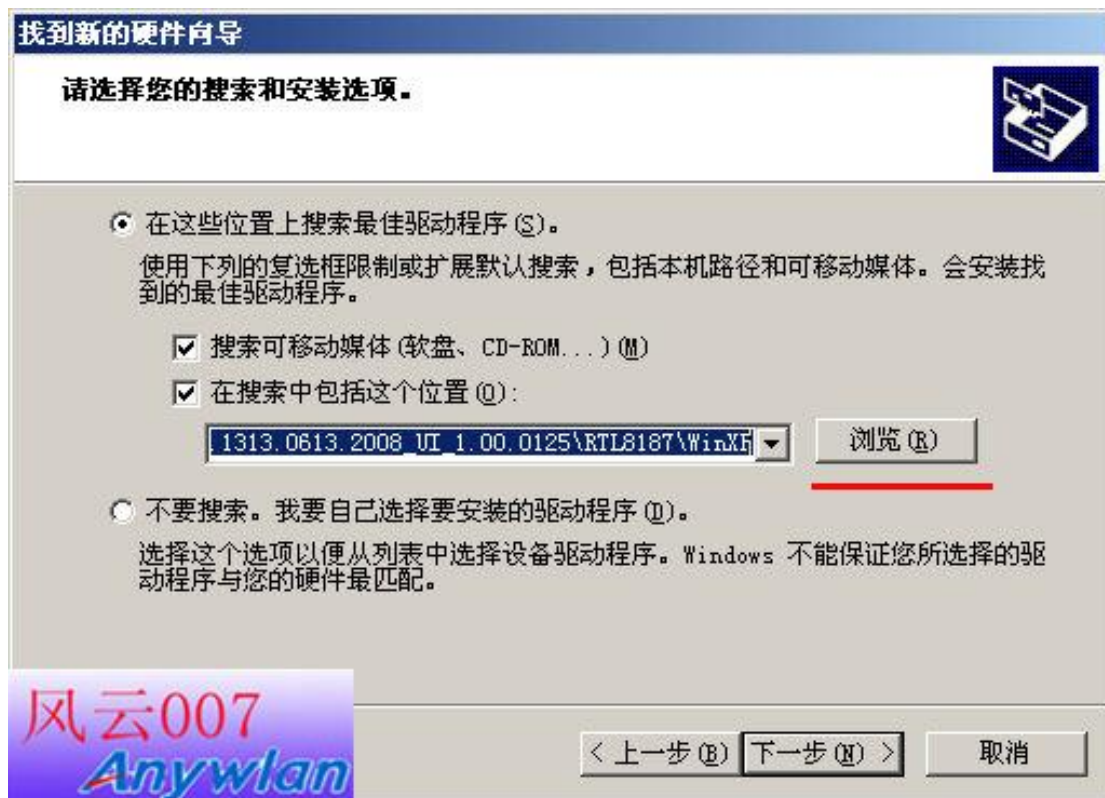 找到新的硬件向导
请选择您的搜索和安装选项。
在这些位置上搜索最佳驱动程序(S)。
使用下列的复选框限制或扩展默认搜索，包括本机路径和可移动媒体。会安装找
到的最佳驱动程序。
搜索可移动媒体(软盘、CD-ROM...)(M)
在搜索中包括这个位置(O):
1313.0613.2008_UI_1.00.0125\RTL8187\WinXP
浏览(R)
不要搜索。我要自己选择要安装的驱动程序(D)。
选择这个选项以便从列表中选择设备驱动程序。Windows 不能保证您所选择的驱
动程序与您的硬件最匹配。
风云007
Anywlan
< 上一步(B)
下一步(N) >
取消